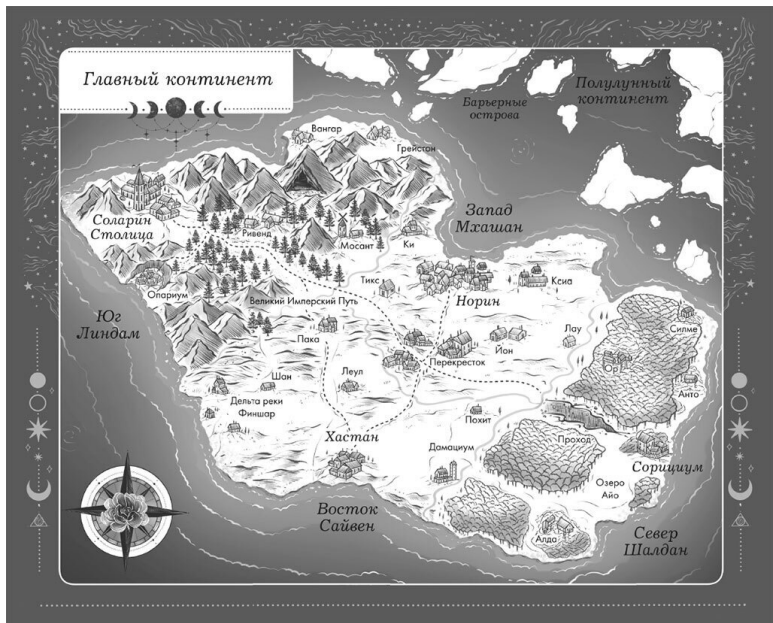 Главный континент
Полулунный
континент
Барьерные
острова
Вангар
Грейстон
Соларин
Столица
Ривенд
Мосант
Ки
Запад
Мхашан
Опариум
Великий Имперский Путь
Тикс
Норин
Ксиа
Юг
Линдам
Пака
Перекресток
Йон
Лау
Силме
Ор
Анто
Шан
Леул
Дельта реки
Финшар
Похит
Хастан
Дамациум
Проход
Сорициум
Озеро
Айо
Алда
Восток
Сайвен
Север
Шалдан